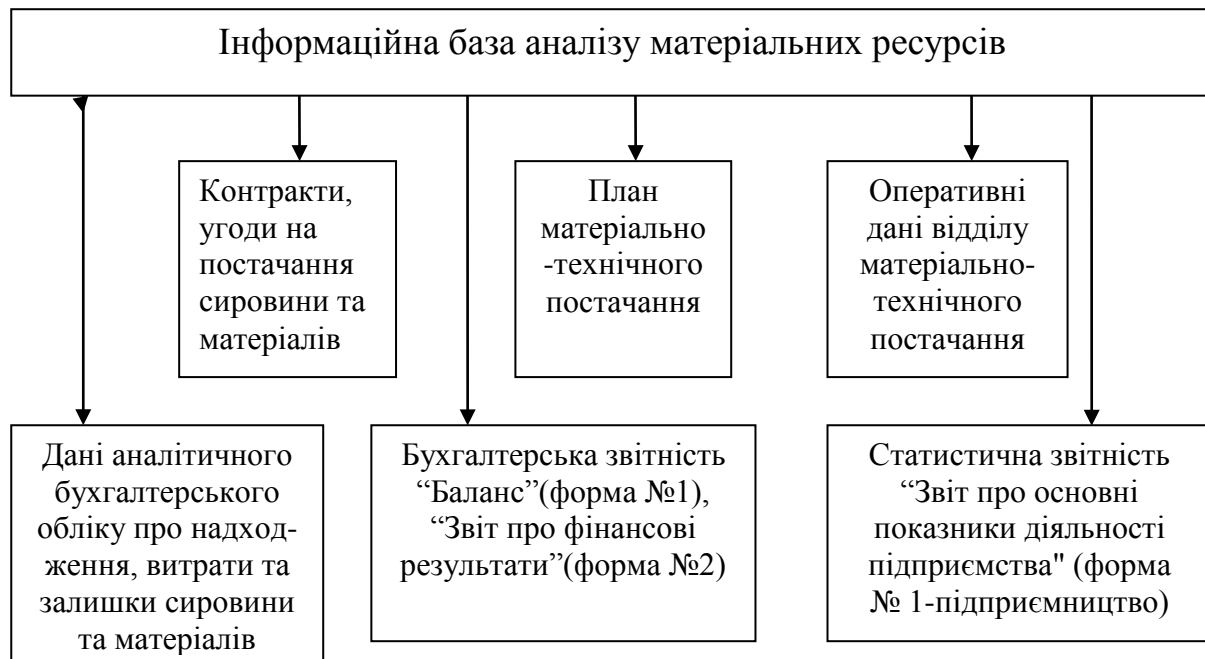 Інформаційна база аналізу матеріальних ресурсів
Контракти,
угоди на
постачання
сировини та
матеріалів
План
матеріально
-технічного
постачання
Оперативні
дані відділу
матеріально-
технічного
постачання
Дані аналітичного
бухгалтерського
обліку про надход-
ження, витрати та
залишки сировини
та матеріалів
Бухгалтерська звітність
“Баланс”(форма №1),
“Звіт про фінансові
результати”(форма №2)
Статистична звітність
“Звіт про основні
показники діяльності
підприємства" (форма
№ 1-підприємництво)